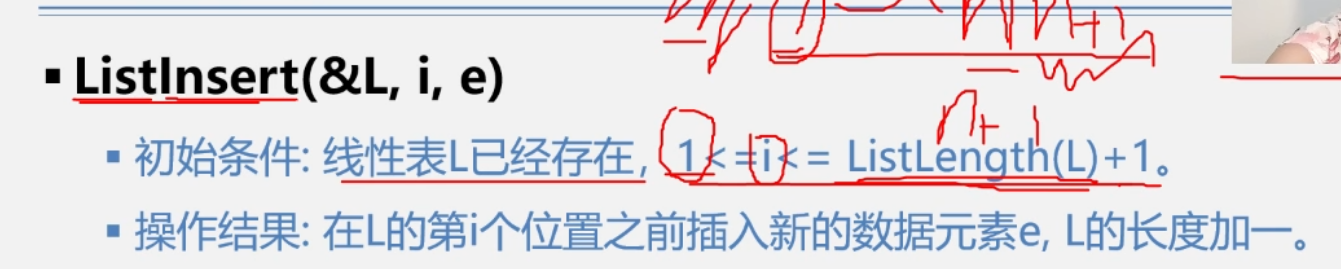 ▪ ListInsert(&L, i, e)
n+1
▪ 初始条件: 线性表L已经存在, 1<=i<= ListLength(L)+1。
▪ 操作结果: 在L的第i个位置之前插入新的数据元素e, L的长度加一。